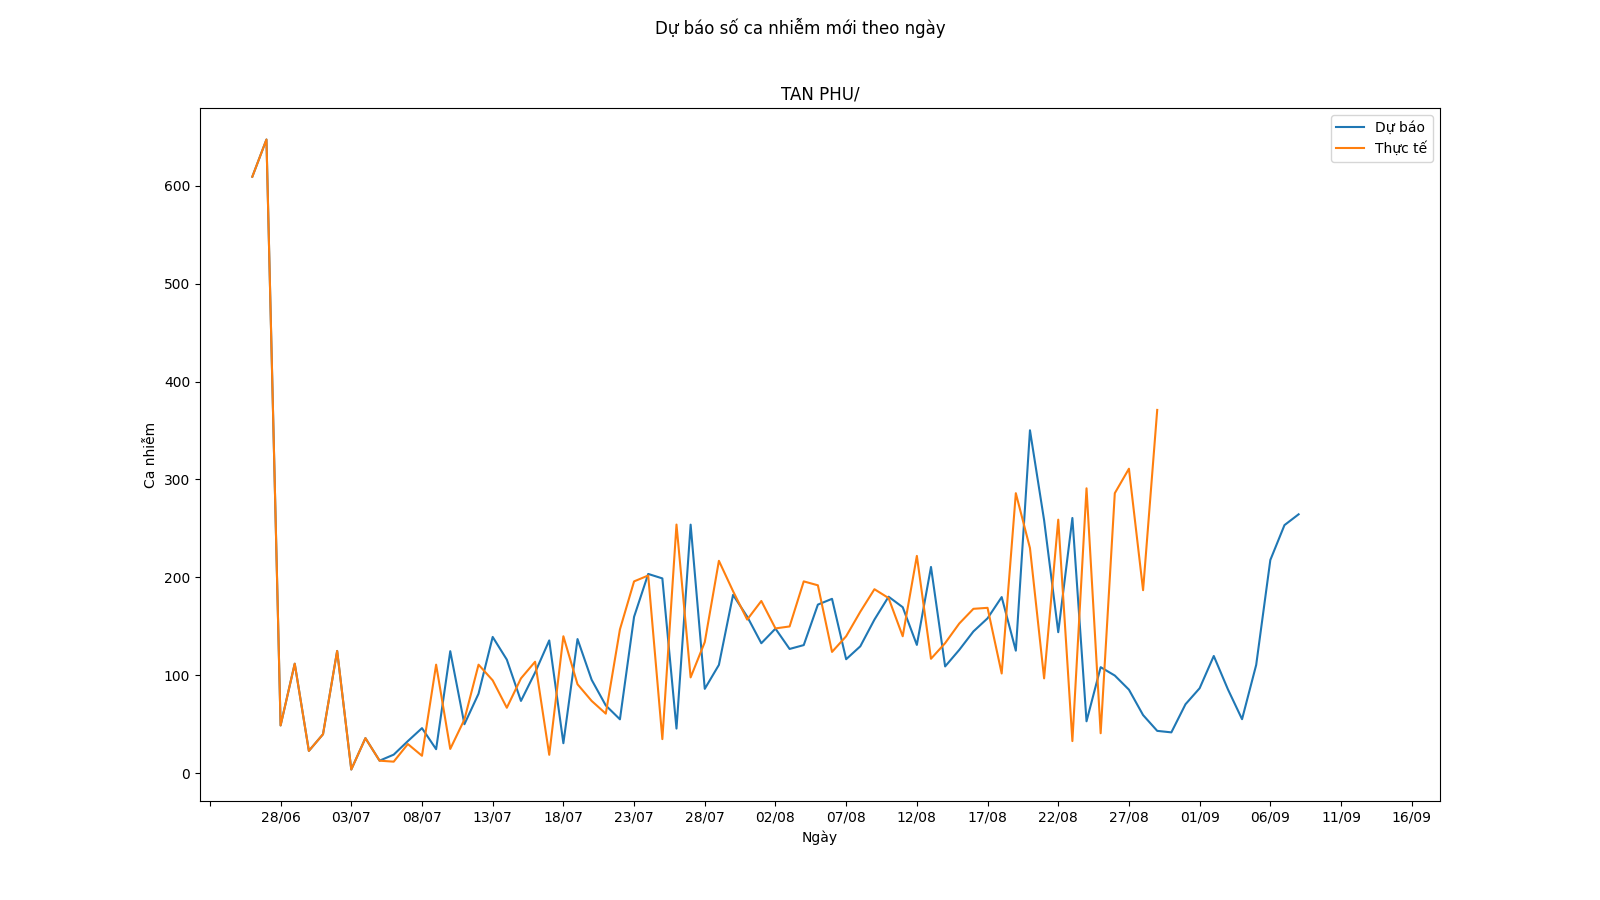 Dự báo số ca nhiễm mới theo ngày
TAN PHU/
Dự báo
Thực tế
600
500
400
300
200
100
0
Ca nhiễm
28/06 03/07 08/07 13/07 18/07 23/07 28/07 02/08 07/08 12/08 17/08 22/08 27/08 01/09 06/09 11/09 16/09
Ngày